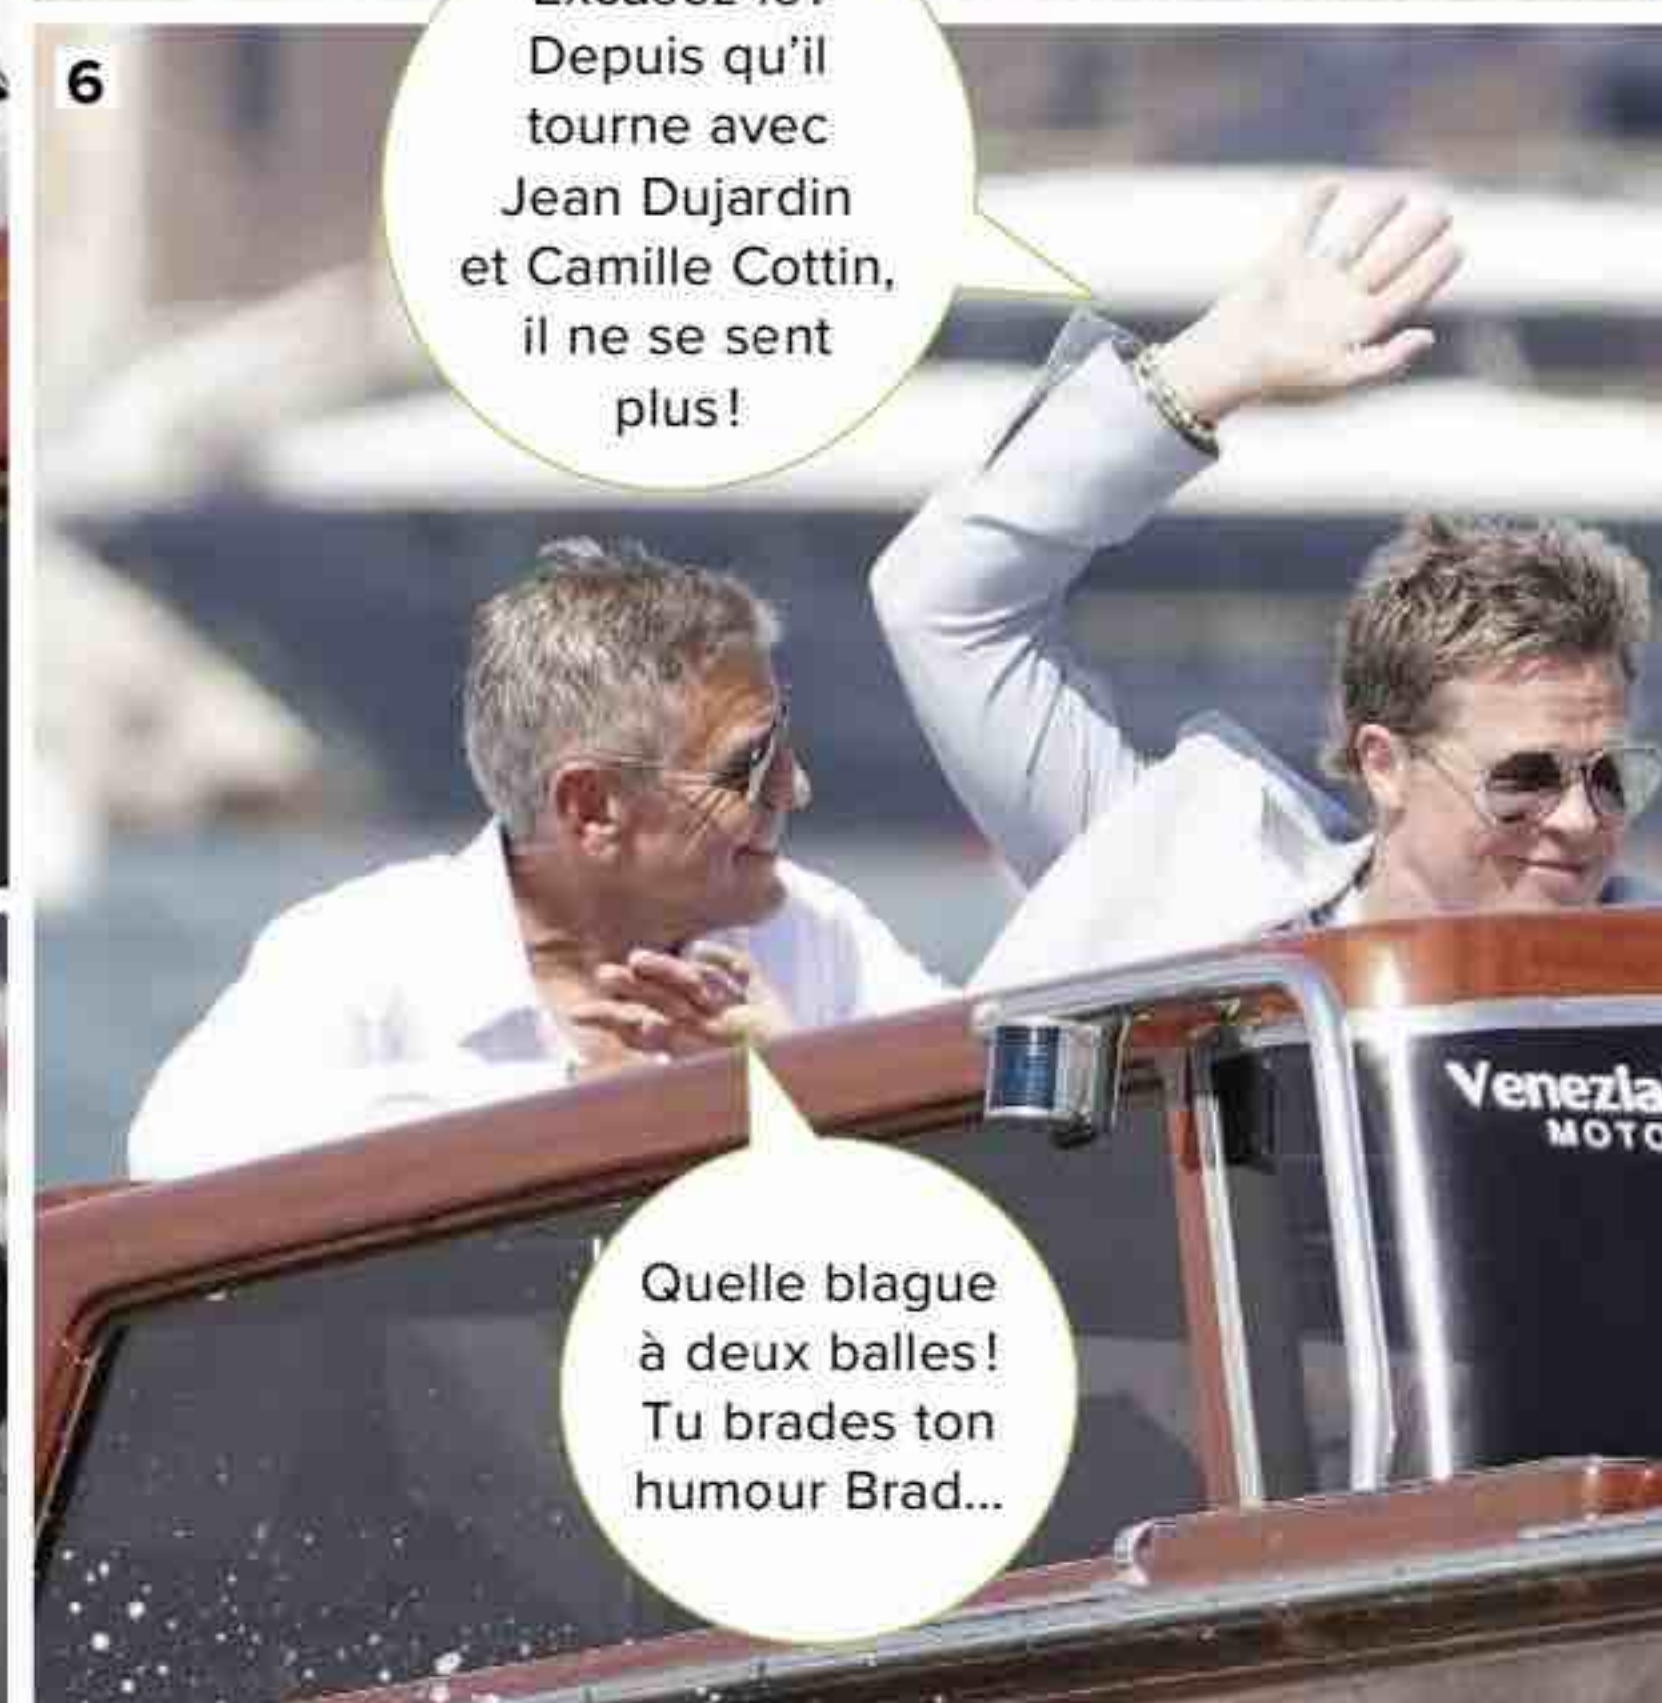 6
Depuis qu'il
tourne avec
Jean Dujardin
et Camille Cottin,
il ne se sent
plus !
Venezia
MOTO
Quelle blague
à deux balles !
Tu brades ton
humour Brad...